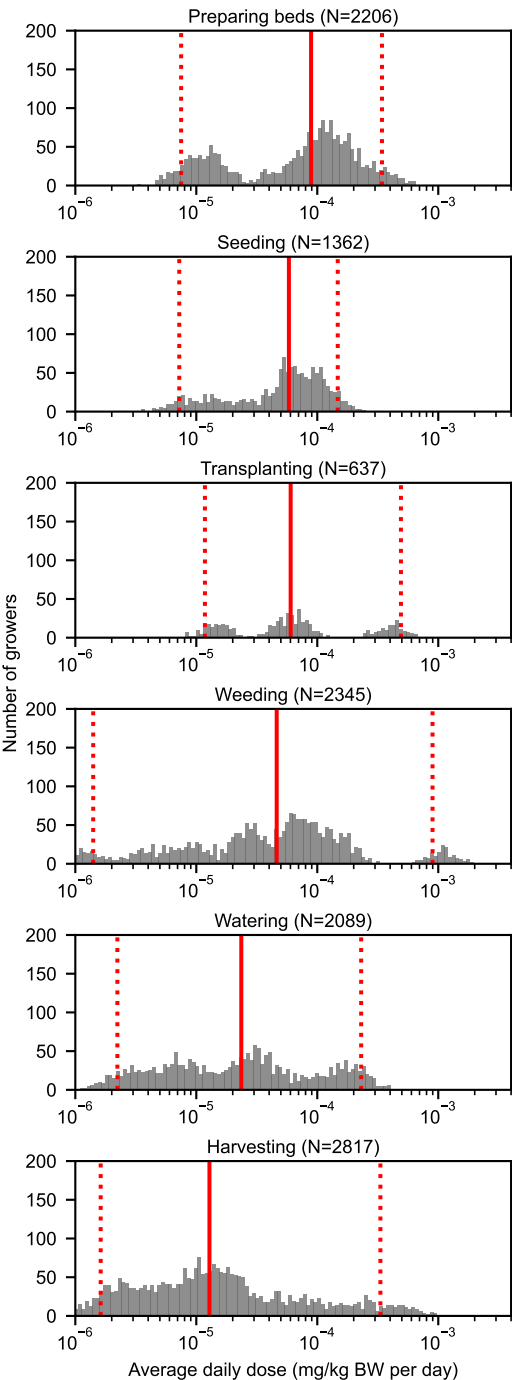 Preparing beds (N=2206)
200
150
100
50
0
10⁻⁶ 10⁻⁵ 10⁻⁴ 10⁻³
Seeding (N=1362)
200
150
100
50
0
10⁻⁶ 10⁻⁵ 10⁻⁴ 10⁻³
Transplanting (N=637)
200
150
100
50
0
10⁻⁶ 10⁻⁵ 10⁻⁴ 10⁻³
Number of growers
Weeding (N=2345)
200
150
100
50
0
10⁻⁶ 10⁻⁵ 10⁻⁴ 10⁻³
Watering (N=2089)
200
150
100
50
0
10⁻⁶ 10⁻⁵ 10⁻⁴ 10⁻³
Harvesting (N=2817)
200
150
100
50
0
10⁻⁶ 10⁻⁵ 10⁻⁴ 10⁻³
Average daily dose (mg/kg BW per day)